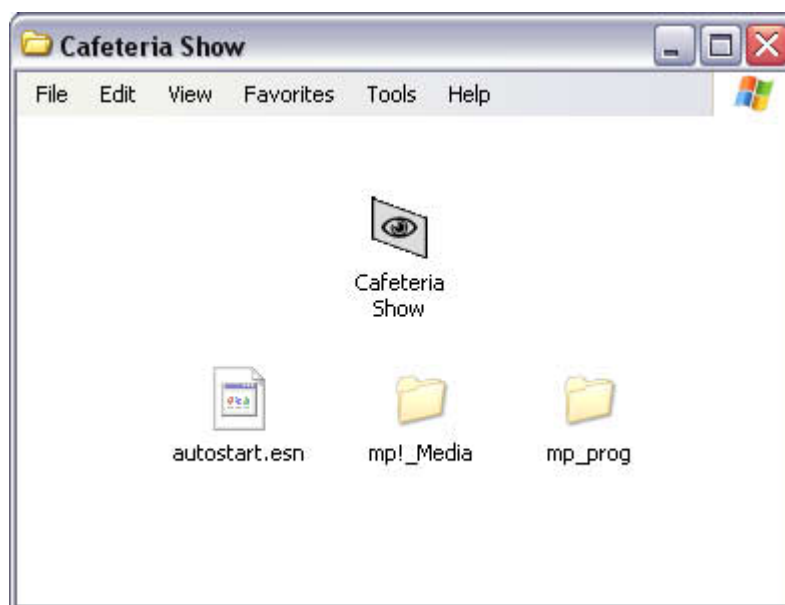 Cafeteria Show
File Edit View Favorites Tools Help
Cafeteria
Show
autostart.esn mp!_Media mp_prog